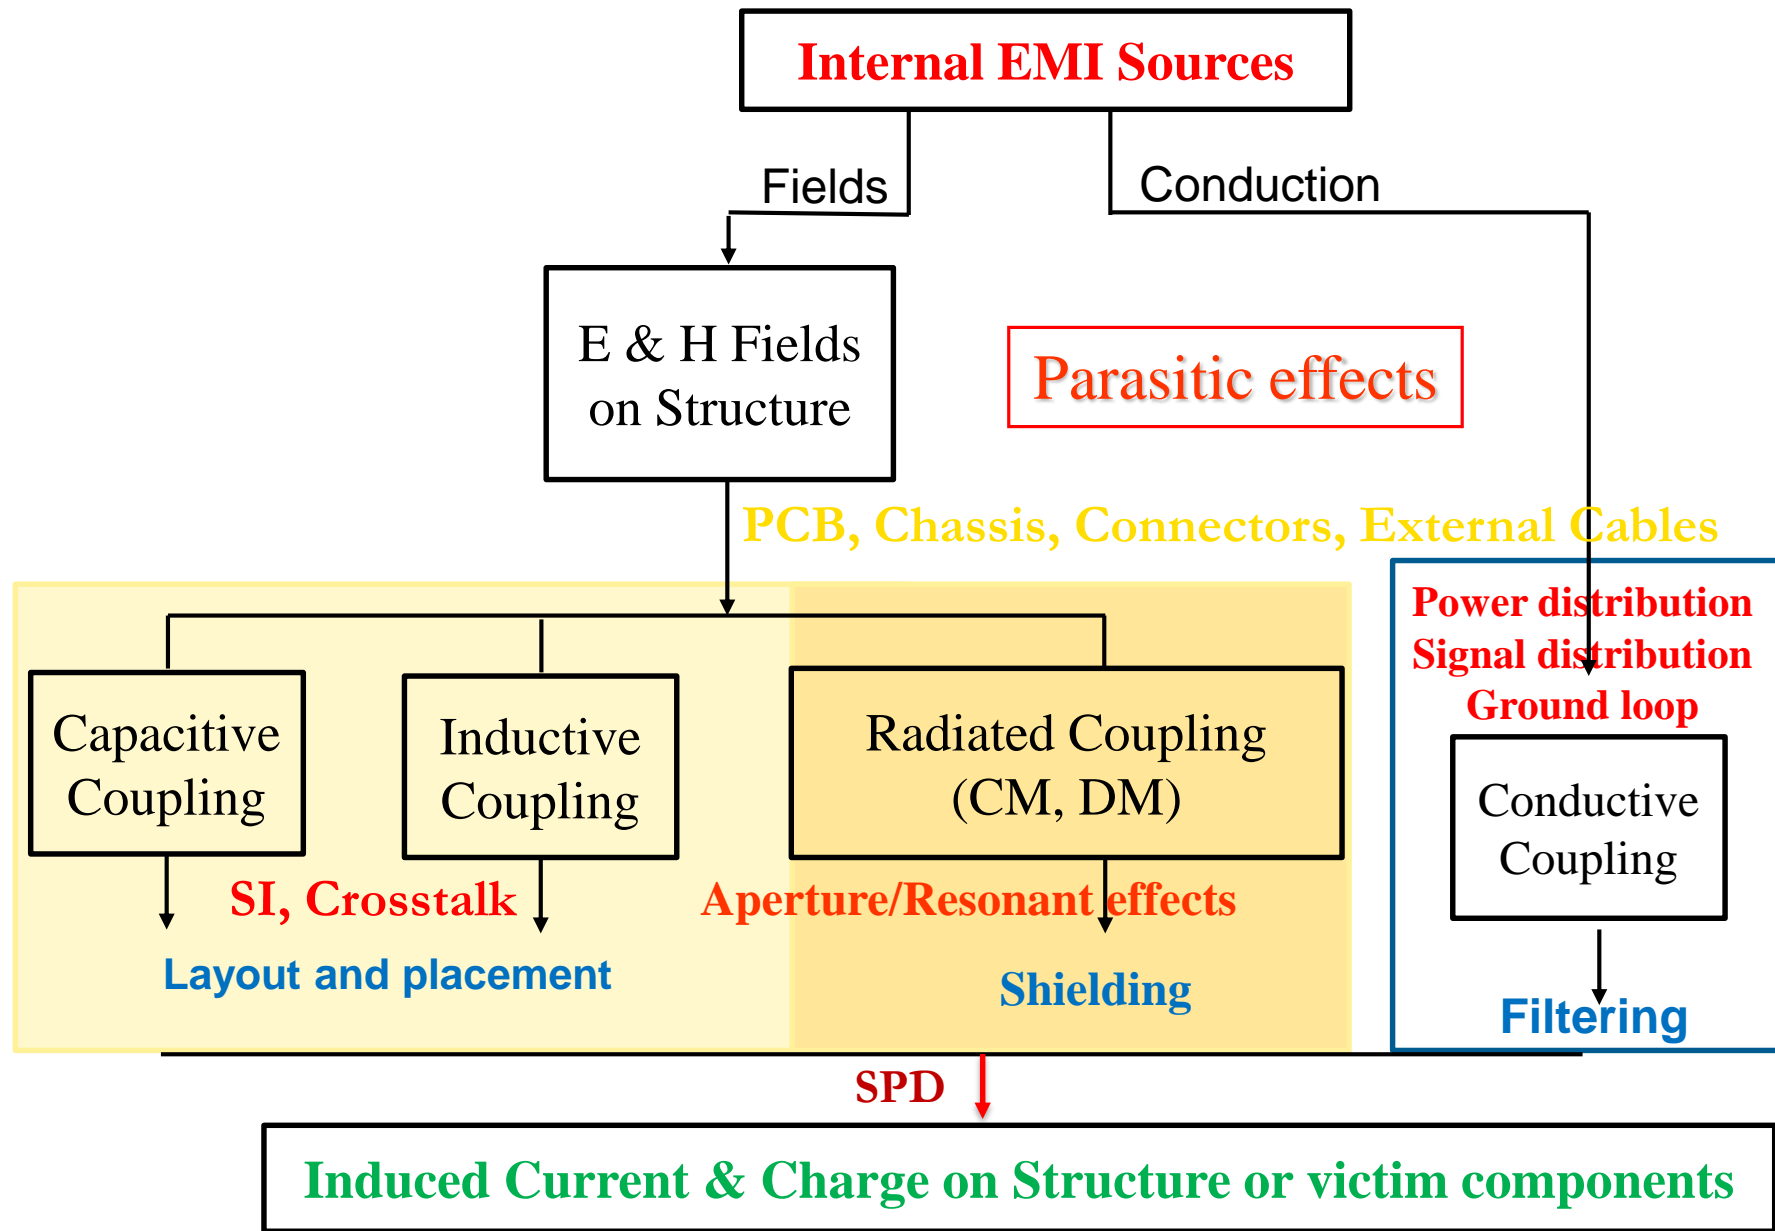 Internal EMI Sources
Fields
Conduction
E & H Fields
on Structure
Parasitic effects
PCB, Chassis, Connectors, External Cables
Power distribution
Signal distribution
Ground loop
Capacitive
Coupling
Inductive
Coupling
Radiated Coupling
(CM, DM)
Conductive
Coupling
SI, Crosstalk
Aperture/Resonant effects
Layout and placement
Shielding
Filtering
SPD
Induced Current & Charge on Structure or victim components